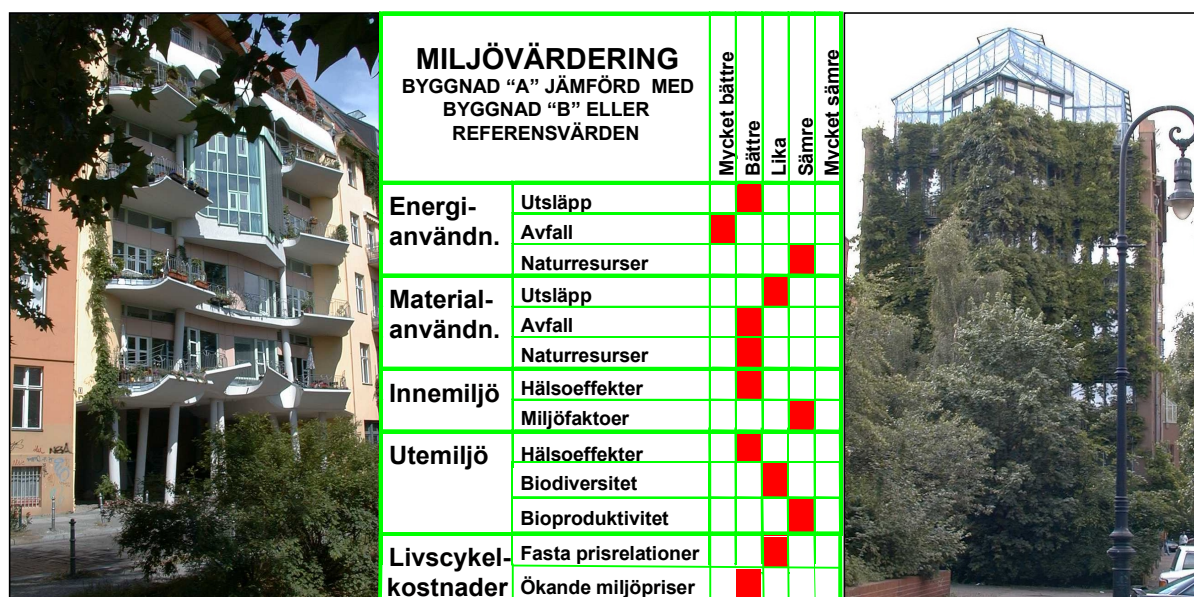 MILJÖVÄRDERING
BYGGNAD “A” JÄMFÖRD MED
BYGGNAD “B” ELLER
REFERENSVÄRDEN
Mycket bättre
Bättre
Lika
Sämre
Mycket sämre
Energi-
användn.
Utsläpp
Avfall
Naturresurser
Material-
användn.
Utsläpp
Avfall
Naturresurser
Innemiljö
Hälsoeffekter
Miljöfaktoer
Utemiljö
Hälsoeffekter
Biodiversitet
Bioproduktivitet
Livscykel-
kostnader
Fasta prisrelationer
Ökande miljöpriser